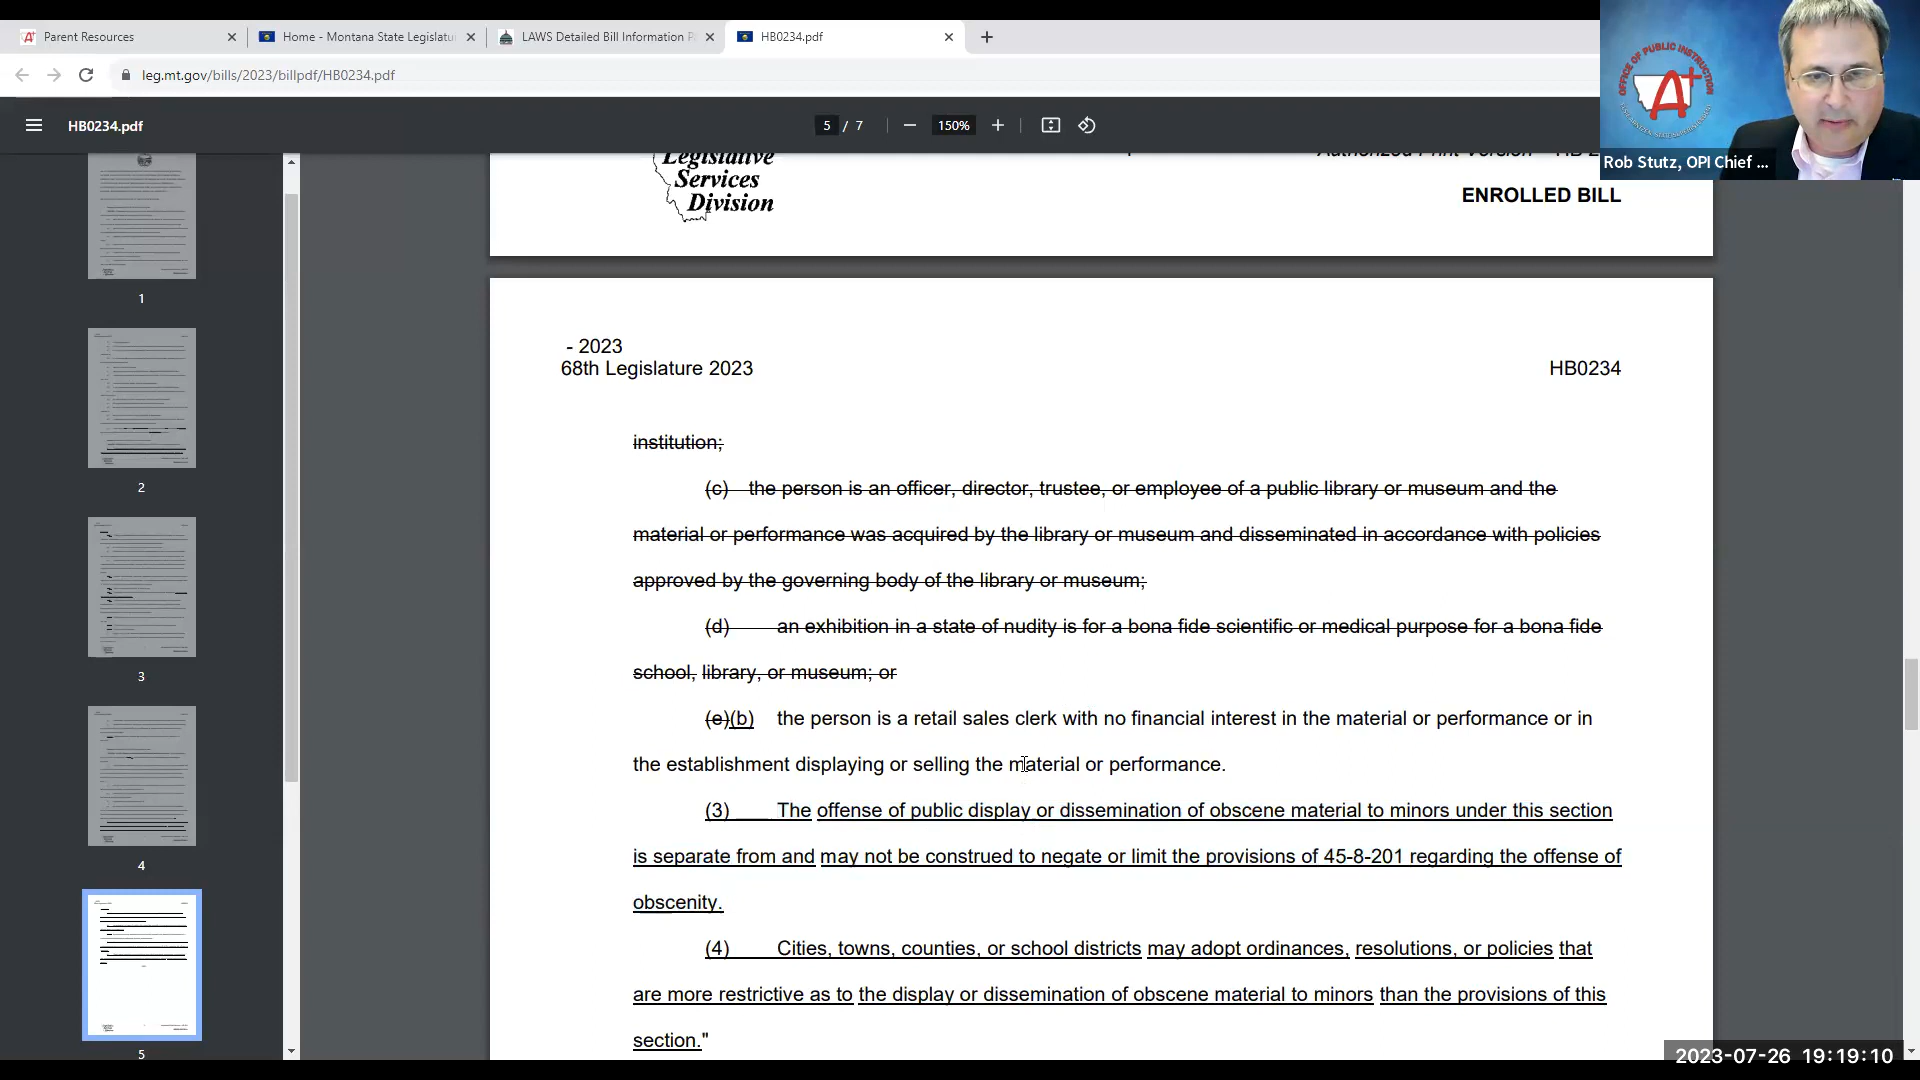 Parent Resources
Home - Montana State Legislatu
LAWS Detailed Bill Information P
HB0234.pdf
leg.mt.gov/bills/2023/billpdf/HB0234.pdf
HB0234.pdf
5 / 7
150%
OFFICE OF PUBLIC INSTRUCTION
A+
Rob Stutz, OPI Chief ...
1
2
3
4
5
Legislative
Services
Division
Authorized Print Version - HB 2
ENROLLED BILL
- 2023
68th Legislature 2023
HB0234
institution;
(c) the person is an officer, director, trustee, or employee of a public library or museum and the
material or performance was acquired by the library or museum and disseminated in accordance with policies
approved by the governing body of the library or museum;
(d) an exhibition in a state of nudity is for a bona fide scientific or medical purpose for a bona fide
school, library, or museum; or
(e)(b) the person is a retail sales clerk with no financial interest in the material or performance or in
the establishment displaying or selling the material or performance.
(3) The offense of public display or dissemination of obscene material to minors under this section
is separate from and may not be construed to negate or limit the provisions of 45-8-201 regarding the offense of
obscenity.
(4) Cities, towns, counties, or school districts may adopt ordinances, resolutions, or policies that
are more restrictive as to the display or dissemination of obscene material to minors than the provisions of this
section."
2023-07-26 19:19:10